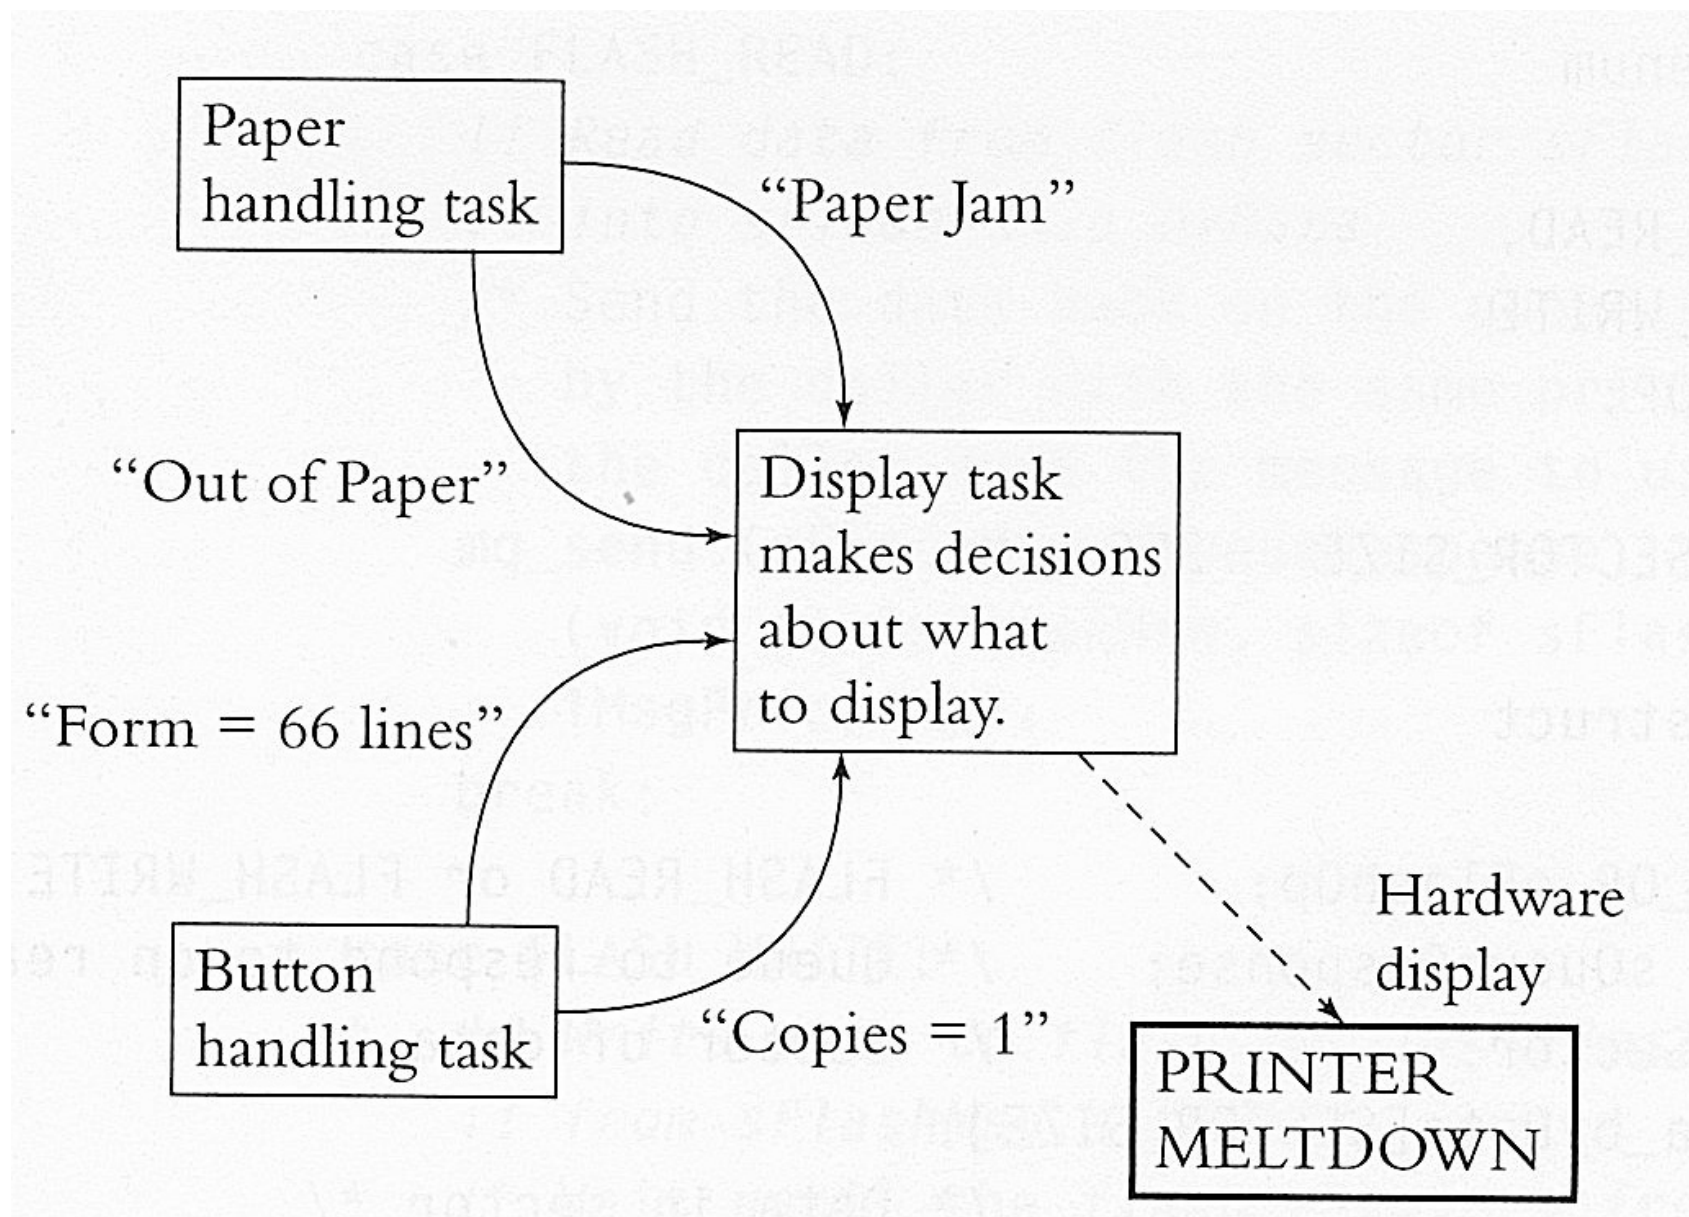 Paper
handling task
“Paper Jam”
“Out of Paper”
Display task
makes decisions
about what
to display.
“Form = 66 lines”
Button
handling task
“Copies = 1”
Hardware
display
PRINTER
MELTDOWN